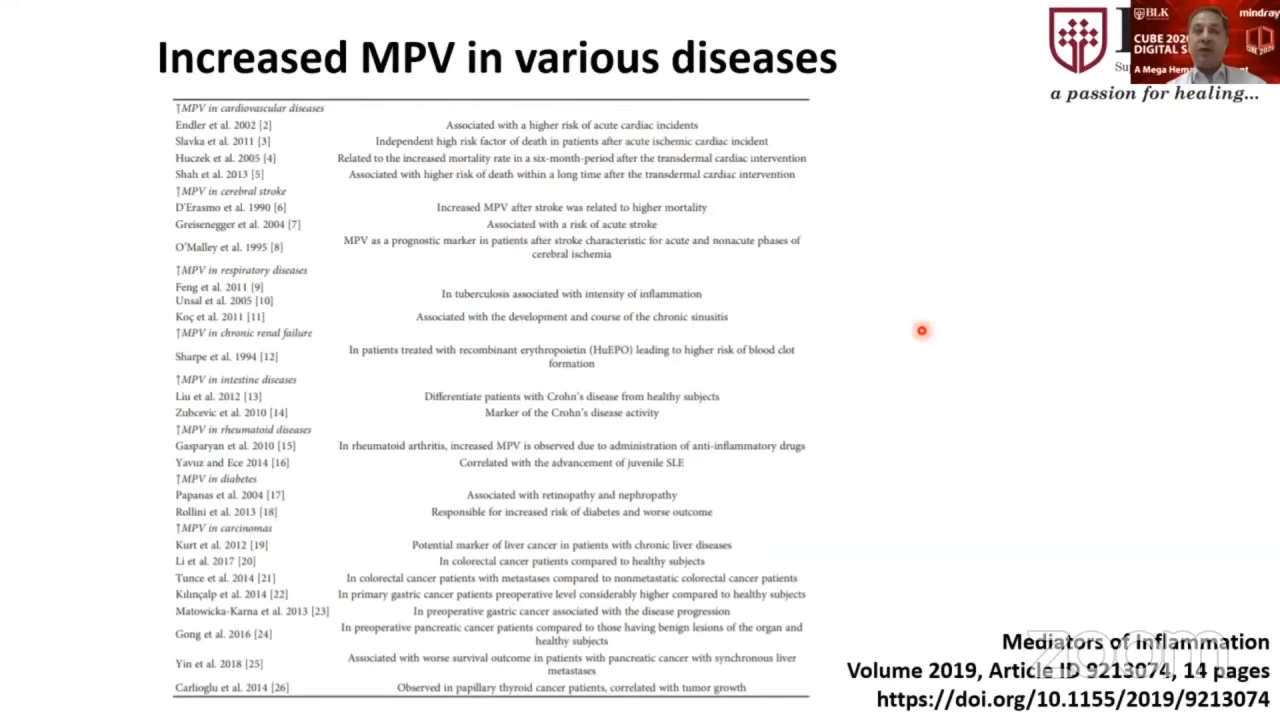 Increased MPV in various diseases
BLK
mindray
CUBE 202
DIGITAL S
CUBE 2020
A Mega Hema
a passion for healing...
↑MPV in cardiovascular diseases
Endler et al. 2002 [2] Associated with a higher risk of acute cardiac incidents
Slavka et al. 2011 [3] Independent high risk factor of death in patients after acute ischemic cardiac incident
Huczek et al. 2005 [4] Related to the increased mortality rate in a six-month-period after the transdermal cardiac intervention
Shah et al. 2013 [5] Associated with higher risk of death within a long time after the transdermal cardiac intervention
↑MPV in cerebral stroke
D'Erasmo et al. 1990 [6] Increased MPV after stroke was related to higher mortality
Greisenegger et al. 2004 [7] Associated with a risk of acute stroke
O'Malley et al. 1995 [8] MPV as a prognostic marker in patients after stroke characteristic for acute and nonacute phases of
cerebral ischemia
↑MPV in respiratory diseases
Feng et al. 2011 [9]
Unsal et al. 2005 [10] In tuberculosis associated with intensity of inflammation
Koç et al. 2011 [11] Associated with the development and course of the chronic sinusitis
↑MPV in chronic renal failure
Sharpe et al. 1994 [12] In patients treated with recombinant erythropoietin (HuEPO) leading to higher risk of blood clot
formation
↑MPV in intestine diseases
Liu et al. 2012 [13] Differentiate patients with Crohn's disease from healthy subjects
Zubcevic et al. 2010 [14] Marker of the Crohn's disease activity
↑MPV in rheumatoid diseases
Gasparyan et al. 2010 [15] In rheumatoid arthritis, increased MPV is observed due to administration of anti-inflammatory drugs
Yavuz and Ece 2014 [16] Correlated with the advancement of juvenile SLE
↑MPV in diabetes
Papanas et al. 2004 [17] Associated with retinopathy and nephropathy
Rollini et al. 2013 [18] Responsible for increased risk of diabetes and worse outcome
↑MPV in carcinomas
Kurt et al. 2012 [19] Potential marker of liver cancer in patients with chronic liver diseases
Li et al. 2017 [20] In colorectal cancer patients compared to healthy subjects
Tunce et al. 2014 [21] In colorectal cancer patients with metastases compared to nonmetastatic colorectal cancer patients
Kılınçalp et al. 2014 [22] In primary gastric cancer patients preoperative level considerably higher compared to healthy subjects
Matowicka-Karna et al. 2013 [23] In preoperative gastric cancer associated with the disease progression
Gong et al. 2016 [24] In preoperative pancreatic cancer patients compared to those having benign lesions of the organ and
healthy subjects
Yin et al. 2018 [25] Associated with worse survival outcome in patients with pancreatic cancer with synchronous liver
metastases
Carlioglu et al. 2014 [26] Observed in papillary thyroid cancer patients, correlated with tumor growth
Mediators of Inflammation
Volume 2019, Article ID 9213074, 14 pages
https://doi.org/10.1155/2019/9213074
zoom